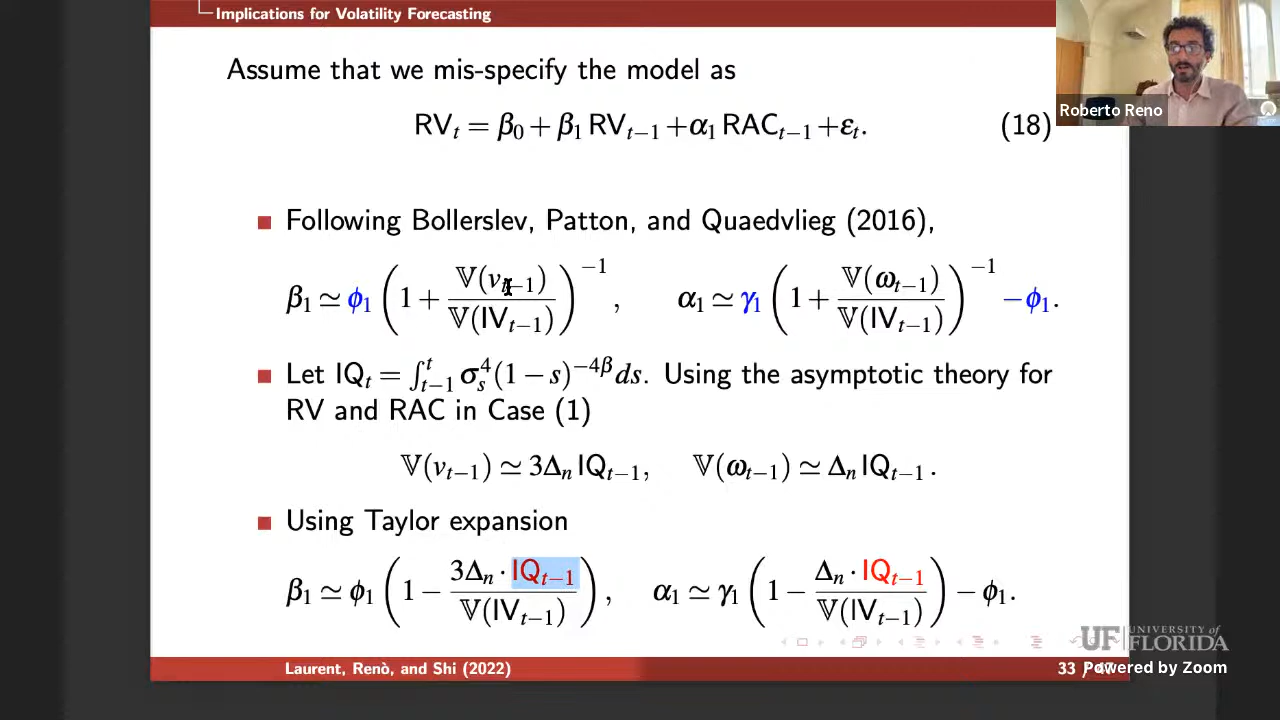 Implications for Volatility Forecasting
Assume that we mis-specify the model as
RV_t = β_0 + β_1 RV_{t−1} + α_1 RAC_{t−1} + ε_t. (18)
Roberto Reno
■ Following Bollerslev, Patton, and Quaedvlieg (2016),
β_1 ≃ ϕ_1 (1 + 𝕍(ν_{t−1}) / 𝕍(IV_{t−1}))^{−1}, α_1 ≃ γ_1 (1 + 𝕍(ω_{t−1}) / 𝕍(IV_{t−1}))^{−1} − ϕ_1.
■ Let IQ_t = ∫_{t−1}^{t} σ_s^4 (1 − s)^{−4β} ds. Using the asymptotic theory for
RV and RAC in Case (1)
𝕍(ν_{t−1}) ≃ 3Δ_n IQ_{t−1}, 𝕍(ω_{t−1}) ≃ Δ_n IQ_{t−1}.
■ Using Taylor expansion
β_1 ≃ ϕ_1 (1 − 3Δ_n · IQ_{t−1} / 𝕍(IV_{t−1})), α_1 ≃ γ_1 (1 − Δ_n · IQ_{t−1} / 𝕍(IV_{t−1})) − ϕ_1.
UF UNIVERSITY of FLORIDA
Laurent, Renò, and Shi (2022)
33 /
Powered by Zoom